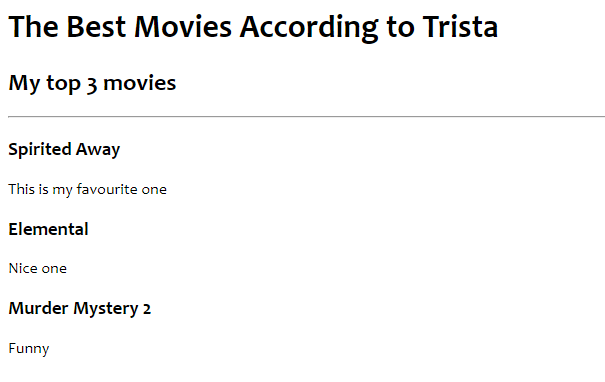 The Best Movies According to Trista
My top 3 movies
Spirited Away
This is my favourite one
Elemental
Nice one
Murder Mystery 2
Funny